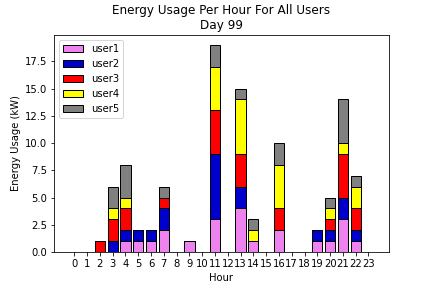 Energy Usage Per Hour For All Users
Day 99
user1
user2
user3
user4
user5
Energy Usage (kW)
17.5
15.0
12.5
10.0
7.5
5.0
2.5
0.0
0 1 2 3 4 5 6 7 8 9 10 11 12 13 14 15 16 17 18 19 20 21 22 23
Hour